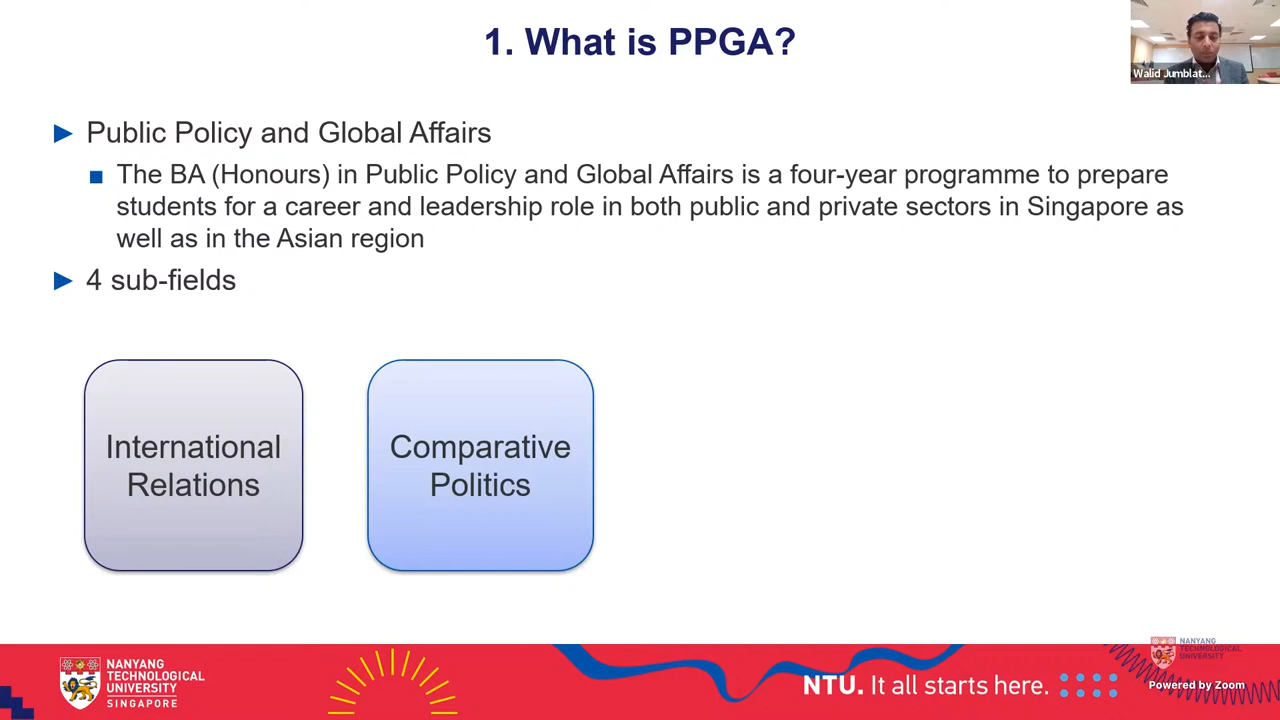 1. What is PPGA?
Walid Jumblat...
Public Policy and Global Affairs
The BA (Honours) in Public Policy and Global Affairs is a four-year programme to prepare
students for a career and leadership role in both public and private sectors in Singapore as
well as in the Asian region
4 sub-fields
International
Relations
Comparative
Politics
NANYANG
TECHNOLOGICAL
UNIVERSITY
SINGAPORE
NTU. It all starts here.
NANYANG
TECHNOLOGICAL
UNIVERSITY
Powered by Zoom